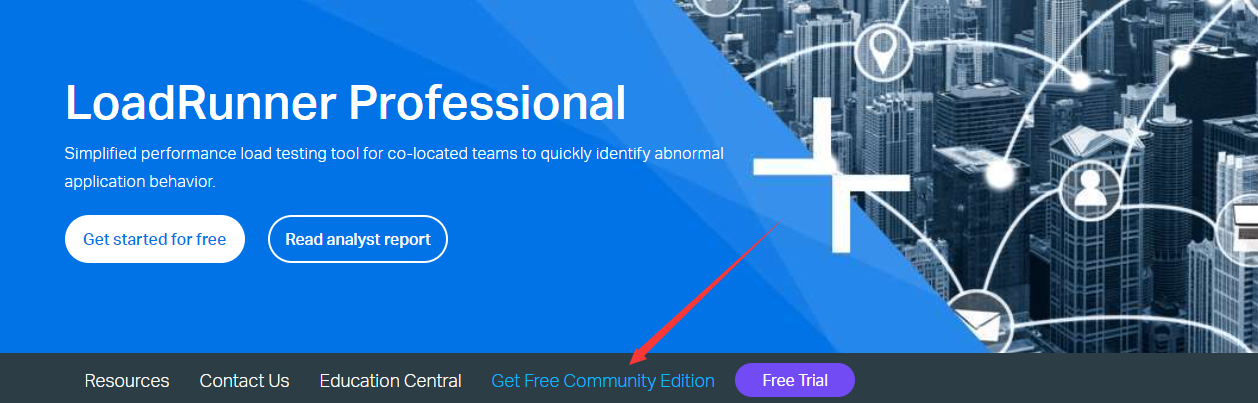 LoadRunner Professional
Simplified performance load testing tool for co-located teams to quickly identify abnormal
application behavior.
Get started for free
Read analyst report
Resources
Contact Us
Education Central
Get Free Community Edition
Free Trial